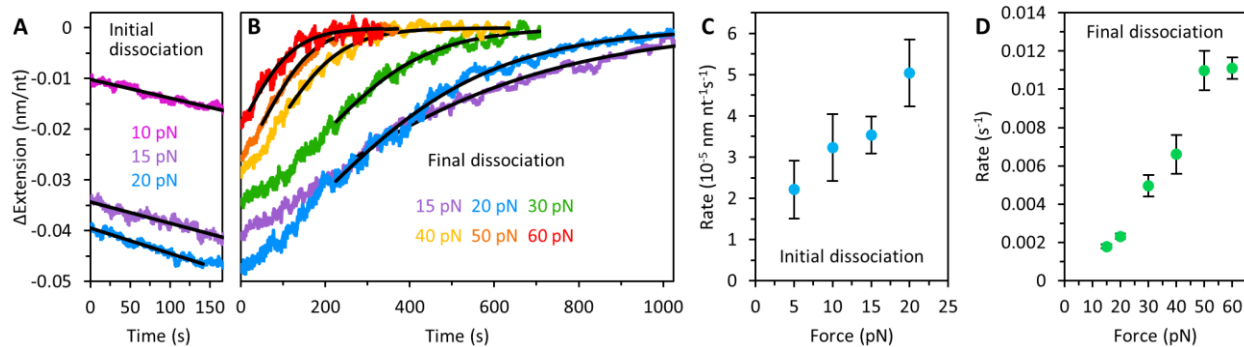 A
Initial
dissociation
ΔExtension (nm/nt)
0
-0.01
-0.02
-0.03
-0.04
-0.05
10 pN
15 pN
20 pN
0 50 100 150
Time (s)
B
Final dissociation
15 pN 20 pN 30 pN
40 pN 50 pN 60 pN
0 200 400 600 800 1000
Time (s)
C
Rate (10⁻⁵ nm nt⁻¹s⁻¹)
6
5
4
3
2
1
0
Initial dissociation
0 5 10 15 20 25
Force (pN)
D
Rate (s⁻¹)
0.014
0.012
0.01
0.008
0.006
0.004
0.002
0
Final dissociation
0 10 20 30 40 50 60
Force (pN)